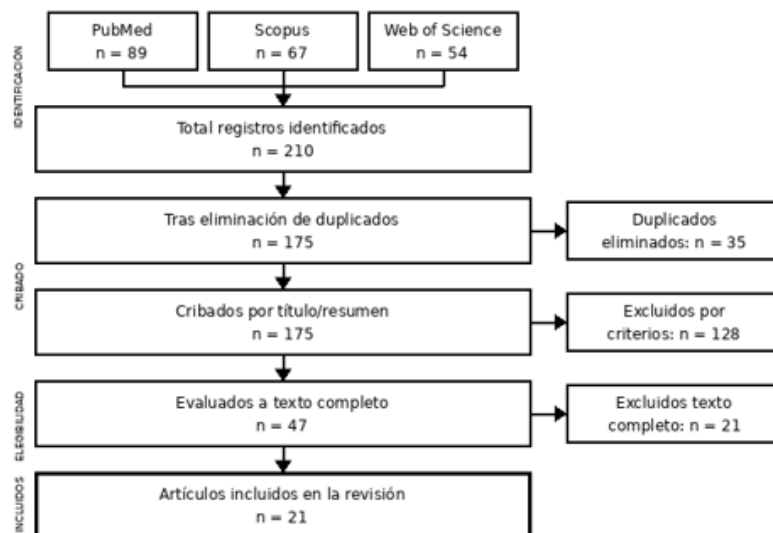 PubMed
n = 89
Scopus
n = 67
Web of Science
n = 54
IDENTIFICACIÓN
Total registros identificados
n = 210
Tras eliminación de duplicados
n = 175
Duplicados
eliminados: n = 35
CRIBADO
Cribados por título/resumen
n = 175
Excluidos por
criterios: n = 128
ELEGIBILIDAD
Evaluados a texto completo
n = 47
Excluidos texto
completo: n = 21
INCLUIDOS
Artículos incluidos en la revisión
n = 21